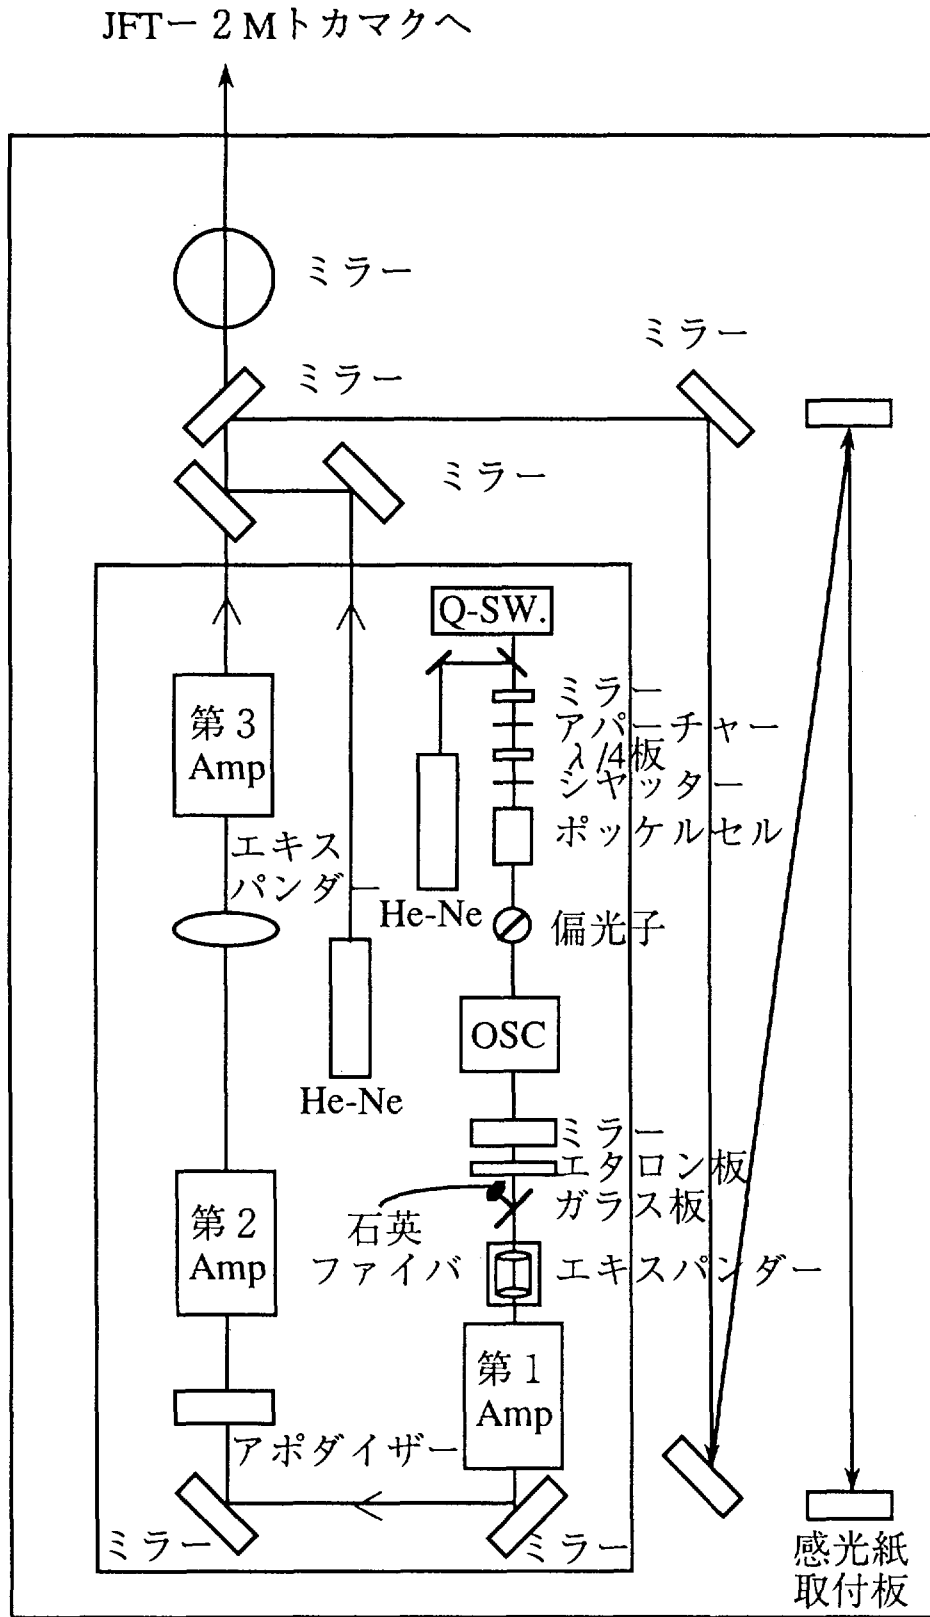 JFT－２Mトカマクへ
ミラー
ミラー
ミラー
ミラー
Q-SW.
ミラー
アパーチャー
λ/4板
シヤッター
ポッケルセル
第３
Amp
エキス
パンダー
He-Ne
偏光子
OSC
He-Ne
ミラー
エタロン板
ガラス板
石英
ファイバ
エキスパンダー
第２
Amp
第１
Amp
アポダイザー
ミラー
ミラー
感光紙
取付板